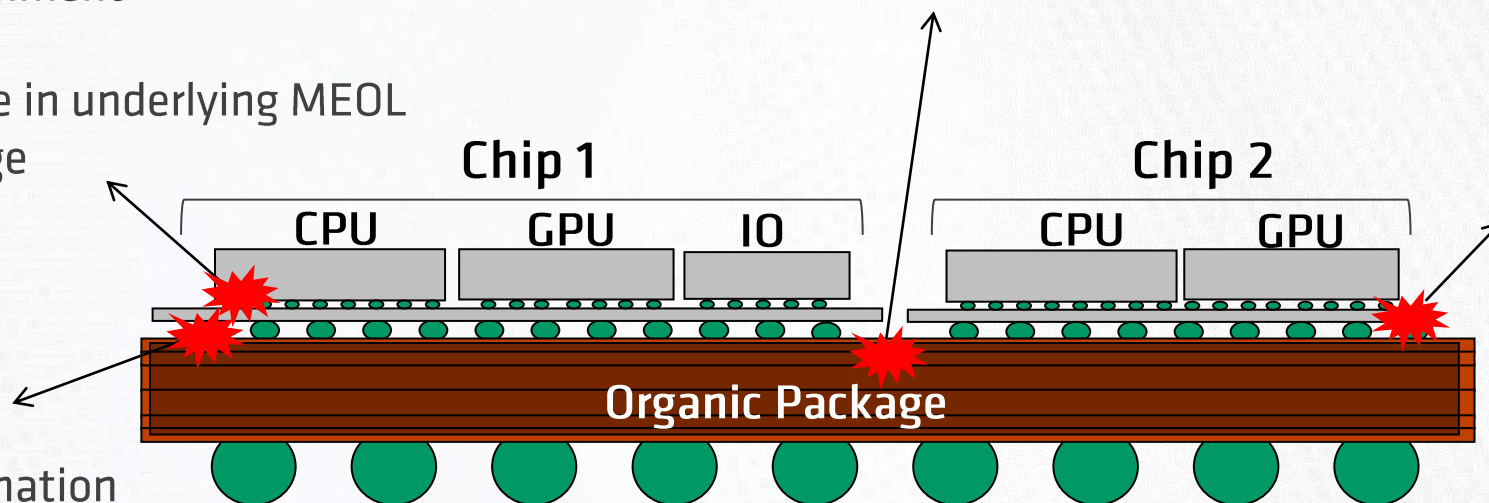 e in underlying MEOL
ge
Chip 1
Chip 2
CPU
GPU
IO
CPU
GPU
Organic Package
nation